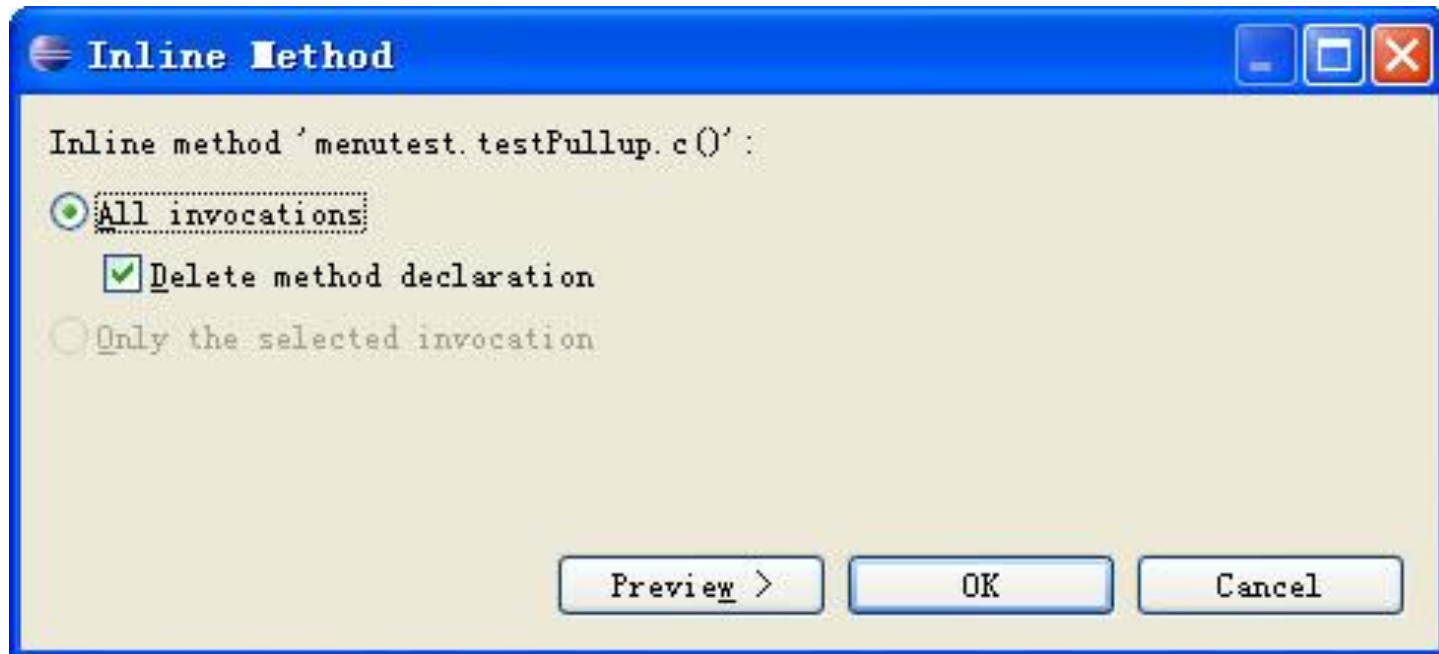 Inline Method
Inline method 'menutest.testPullup.c()':
All invocations
Delete method declaration
Only the selected invocation
Preview >
OK
Cancel